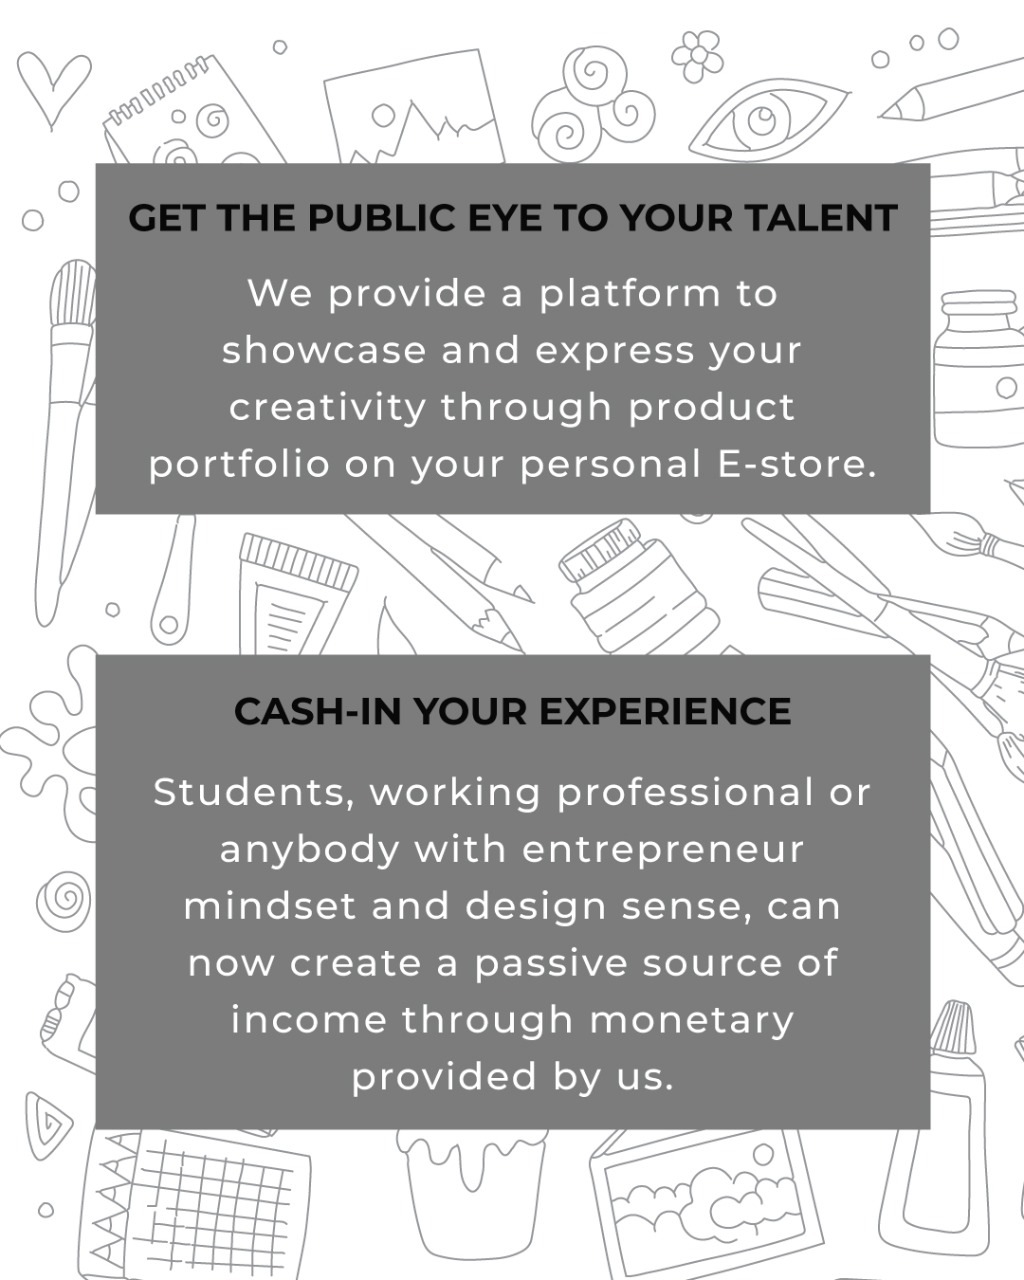 GET THE PUBLIC EYE TO YOUR TALENT
We provide a platform to
showcase and express your
creativity through product
portfolio on your personal E-store.
CASH-IN YOUR EXPERIENCE
Students, working professional or
anybody with entrepreneur
mindset and design sense, can
now create a passive source of
income through monetary
provided by us.